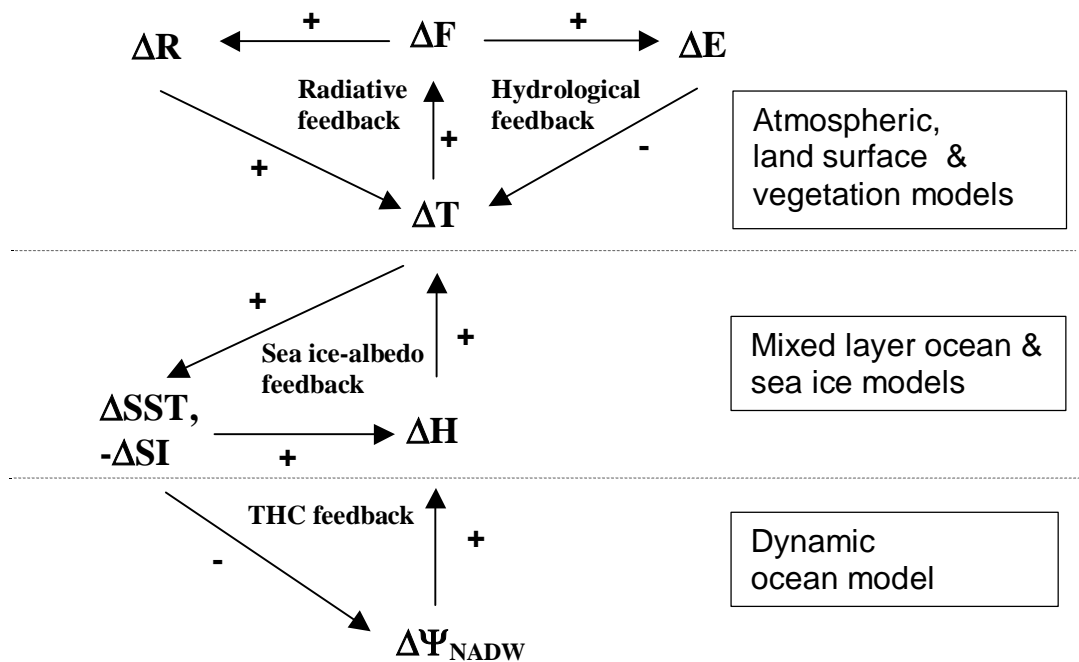 + +
ΔR ΔF ΔE
Radiative
feedback
Hydrological
feedback
+ + -
ΔT
Atmospheric,
land surface &
vegetation models
+ +
Sea ice-albedo
feedback
ΔSST,
-ΔSI
ΔH
+
Mixed layer ocean &
sea ice models
THC feedback
- +
ΔΨNADW
Dynamic
ocean model